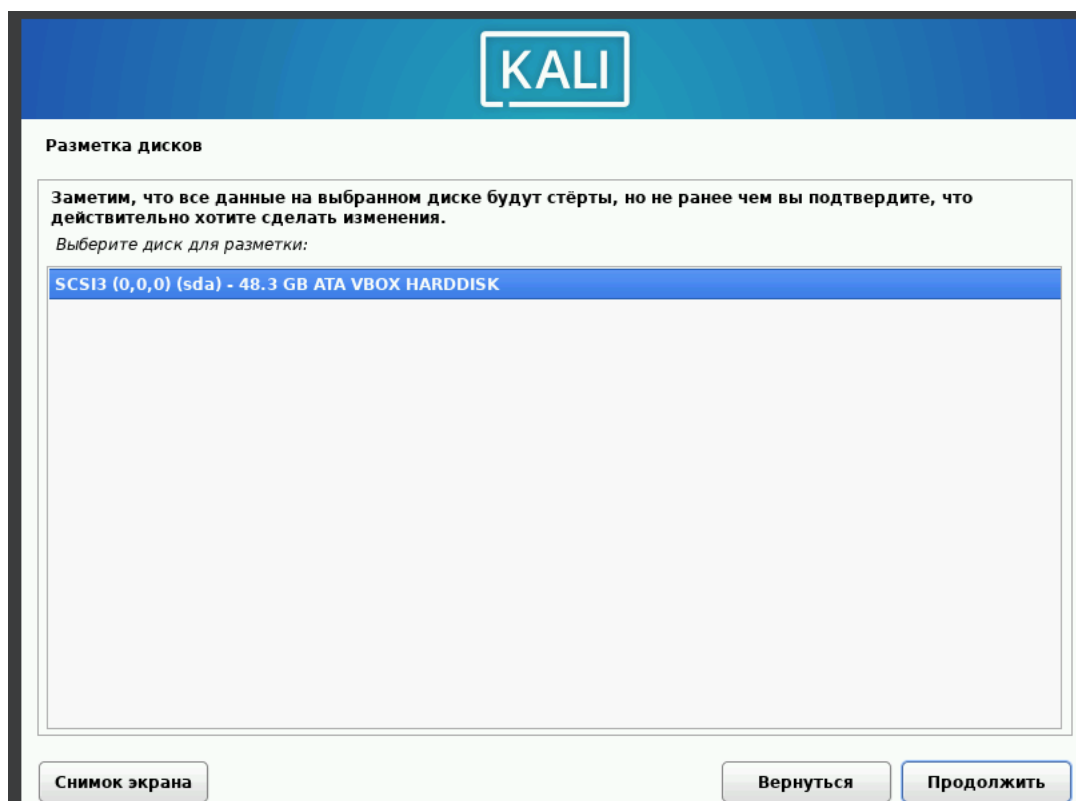 KALI
Разметка дисков
Заметим, что все данные на выбранном диске будут стёрты, но не ранее чем вы подтвердите, что
действительно хотите сделать изменения.
Выберите диск для разметки:
SCSI3 (0,0,0) (sda) - 48.3 GB ATA VBOX HARDDISK
Снимок экрана Вернуться Продолжить